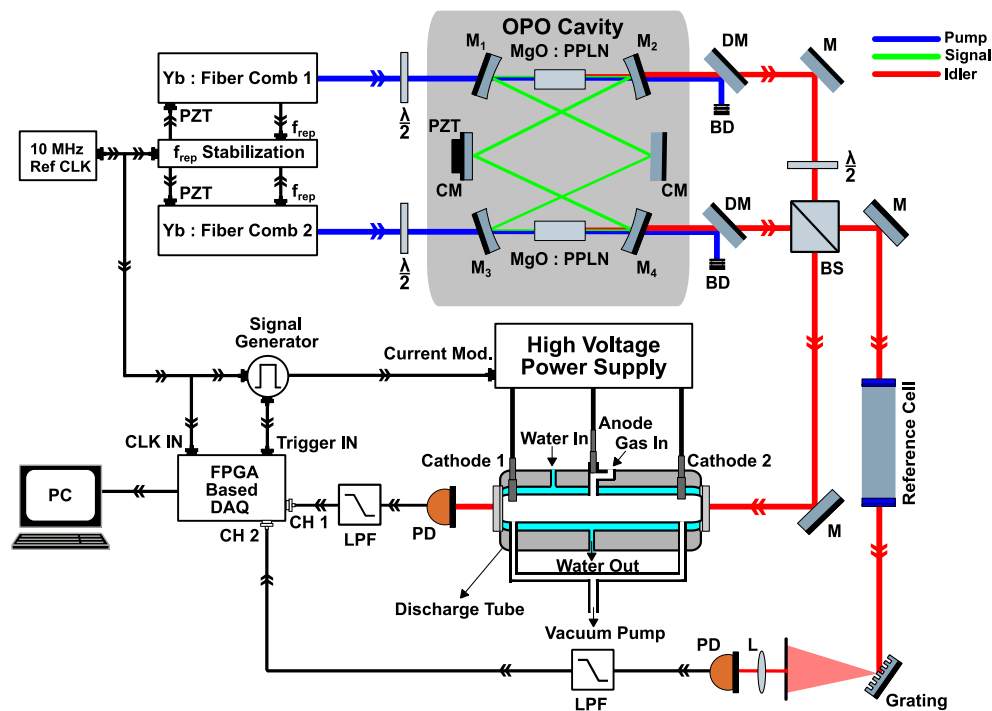 OPO Cavity
M1
MgO : PPLN
M2
DM
M
Pump
Signal
Idler
Yb : Fiber Comb 1
λ
2
BD
PZT
frep
10 MHz
Ref CLK
frep Stabilization
PZT
CM
CM
λ
2
PZT
frep
DM
M
Yb : Fiber Comb 2
λ
2
M3
MgO : PPLN
M4
BD
BS
Signal
Generator
Current Mod.
High Voltage
Power Supply
Reference Cell
CLK IN
Trigger IN
Water In
Anode
Gas In
Cathode 1
Cathode 2
PC
FPGA
Based
DAQ
CH 1
CH 2
LPF
PD
M
Water Out
Discharge Tube
Vacuum Pump
PD
L
LPF
Grating